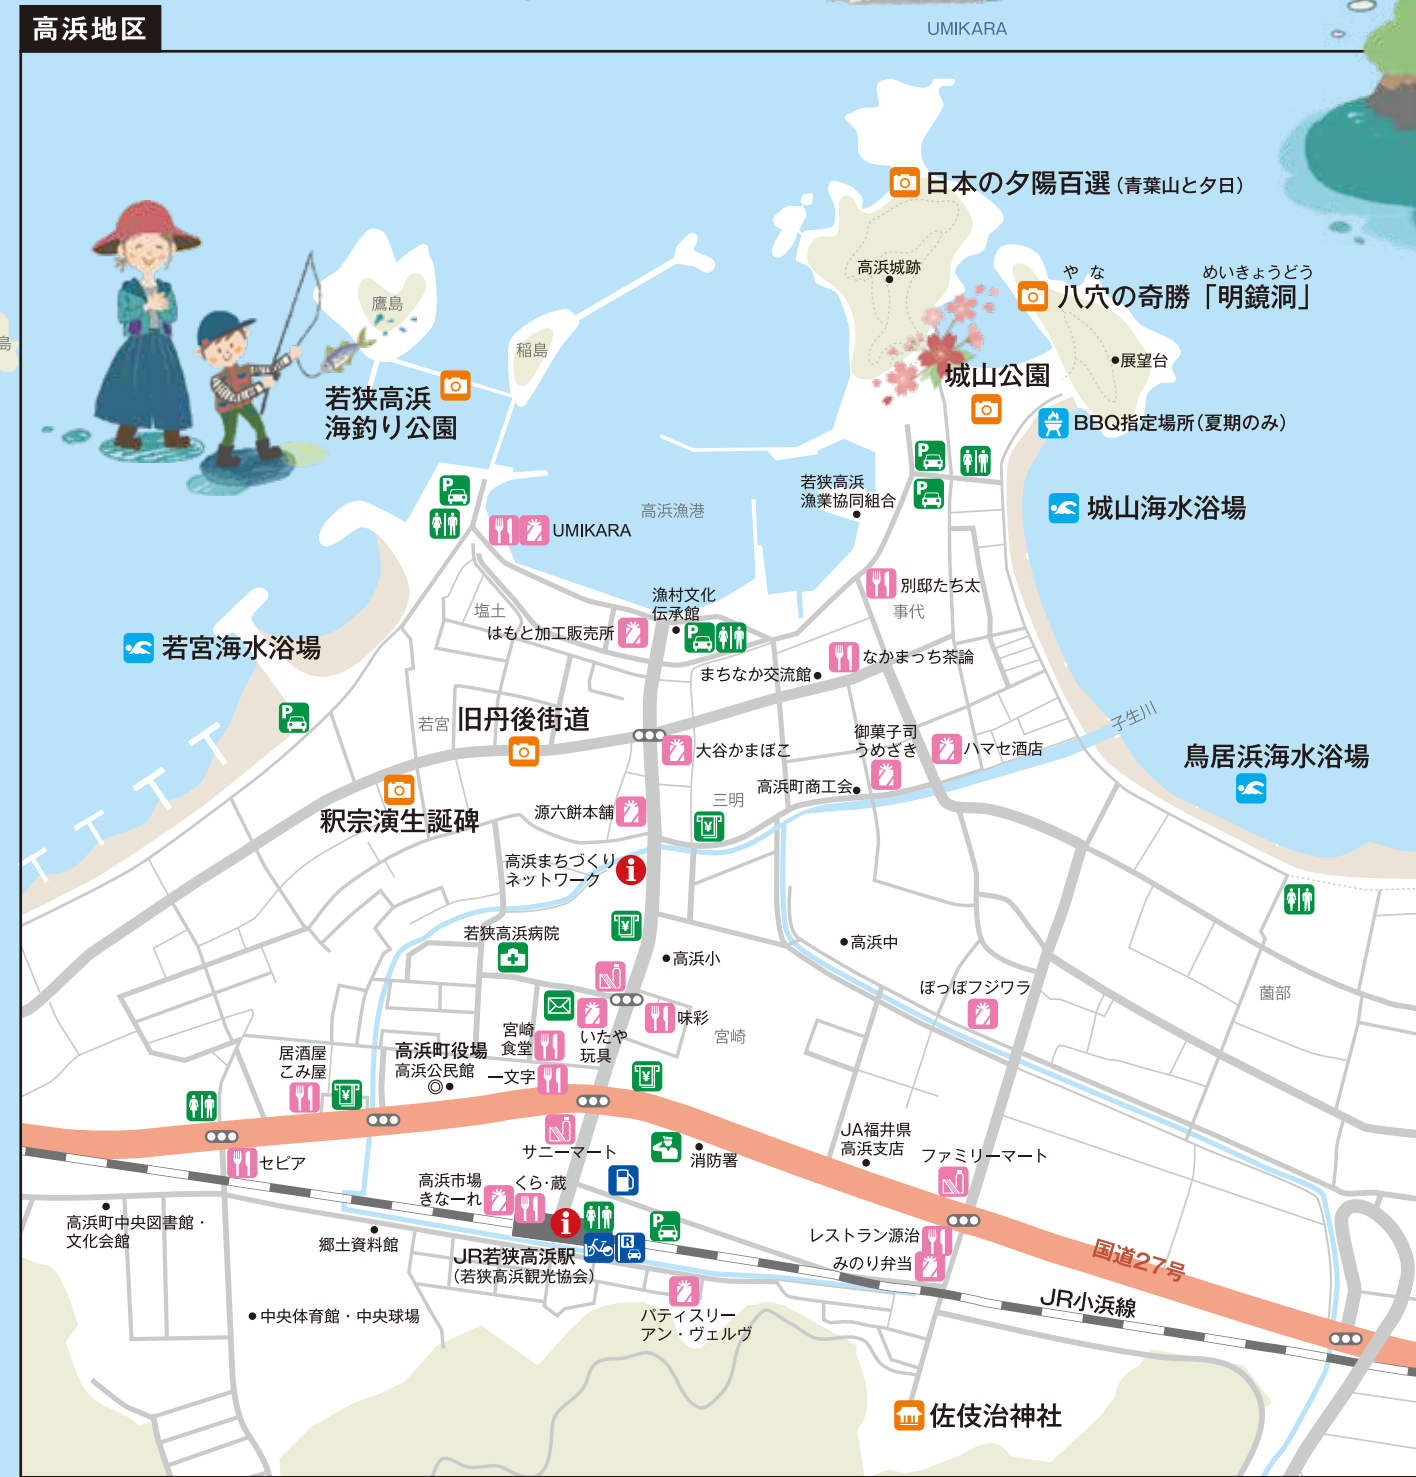 高浜地区
UMIKARA
日本の夕陽百選(青葉山と夕日)
高浜城跡
やな めいきょうどう
八穴の奇勝「明鏡洞」
展望台
鷹島
稲島
島
若狭高浜
海釣り公園
城山公園
BBQ指定場所(夏期のみ)
城山海水浴場
若狭高浜
漁業協同組合
高浜漁港
UMIKARA
別邸たち太
事代
漁村文化
伝承館
塩土
はもと加工販売所
若宮海水浴場
まちなか交流館
なかまっち茶論
子生川
若宮
旧丹後街道
大谷かまぼこ
御菓子司
うめざき
ハマセ酒店
鳥居浜海水浴場
高浜町商工会
三明
源六餅本舗
釈宗演生誕碑
高浜まちづくり
ネットワーク
若狭高浜病院
高浜小
高浜中
ぽっぽフジワラ
薗部
宮崎
食堂
いたや
玩具
味彩
宮崎
高浜町役場
高浜公民館
◎
一文字
居酒屋
こみ屋
セピア
サニーマート
消防署
JA福井県
高浜支店
ファミリーマート
高浜市場
きなーれ
くら・蔵
高浜町中央図書館・
文化会館
郷土資料館
JR若狭高浜駅
(若狭高浜観光協会)
レストラン源治
みのり弁当
国道27号
JR小浜線
中央体育館・中央球場
パティスリー
アン・ヴェルヴ
佐伎治神社